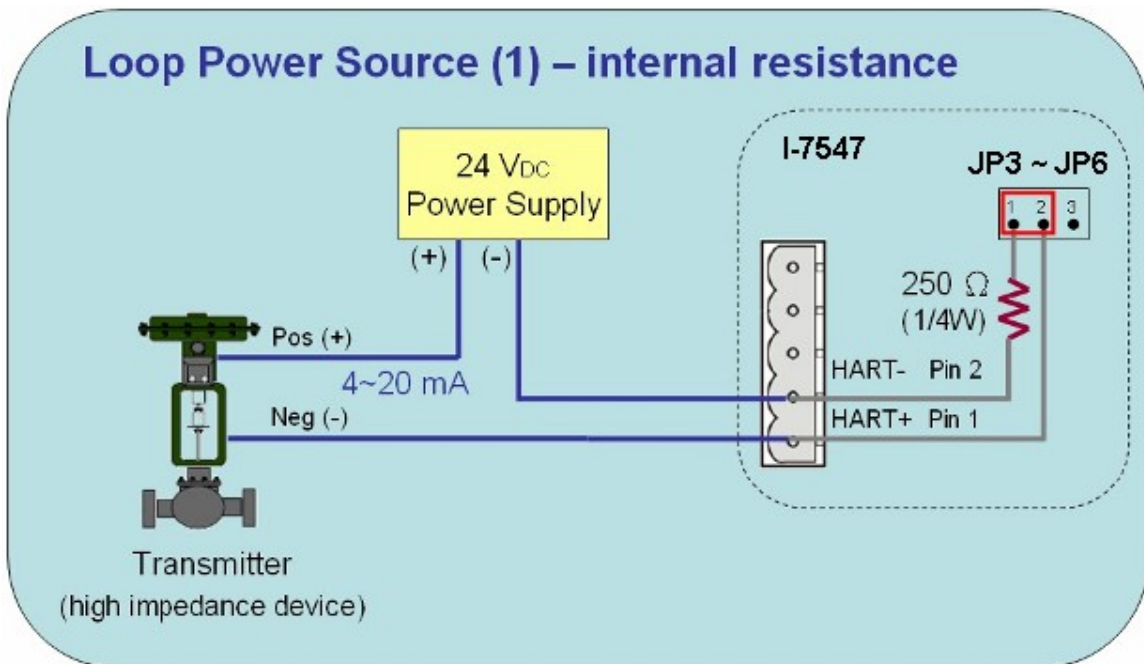 Loop Power Source (1) – internal resistance
24 VDC
Power Supply
(+) (-)
I-7547
JP3 ~ JP6
1 2 3
250 Ω
(1/4W)
Pos (+)
4~20 mA
HART- Pin 2
Neg (-)
HART+ Pin 1
Transmitter
(high impedance device)